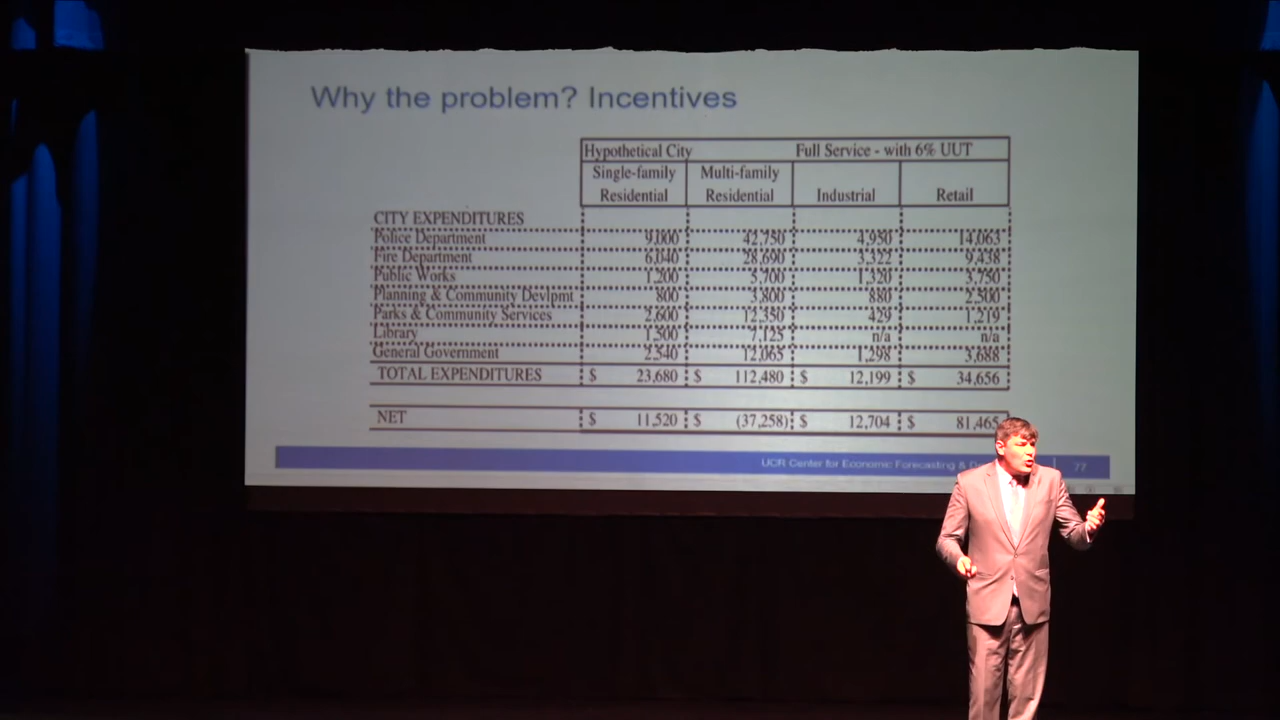 Why the problem? Incentives
Hypothetical City Full Service - with 6% UUT
Single-family Multi-family
Residential Residential Industrial Retail
CITY EXPENDITURES
Police Department 9,000 42,750 4,950 14,063
Fire Department 6,040 28,690 3,322 9,438
Public Works 1,200 5,700 1,320 3,750
Planning & Community Devlpmt 800 3,800 880 2,500
Parks & Community Services 2,600 12,350 429 1,219
Library 1,500 7,125 n/a n/a
General Government 2,540 12,065 1,298 3,688
TOTAL EXPENDITURES $ 23,680 $ 112,480 $ 12,199 $ 34,656
NET $ 11,520 $ (37,258) $ 12,704 $ 81,465
UCR Center for Economic Forecasting & 77